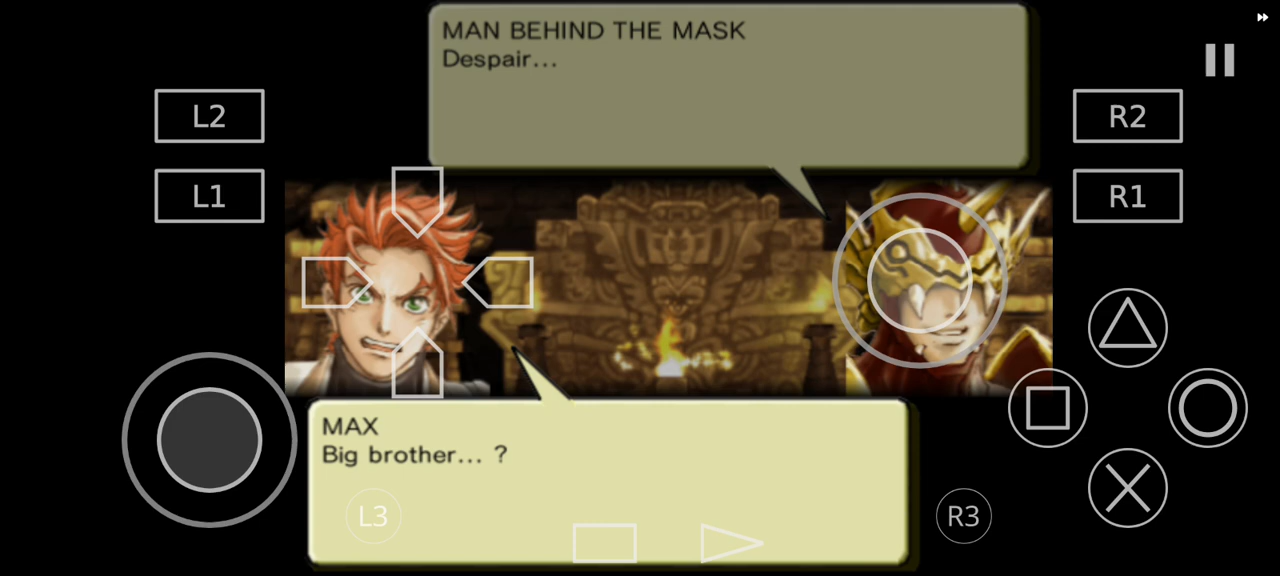 MAN BEHIND THE MASK
Despair...
L2
R2
L1
R1
MAX
Big brother... ?
L3
R3